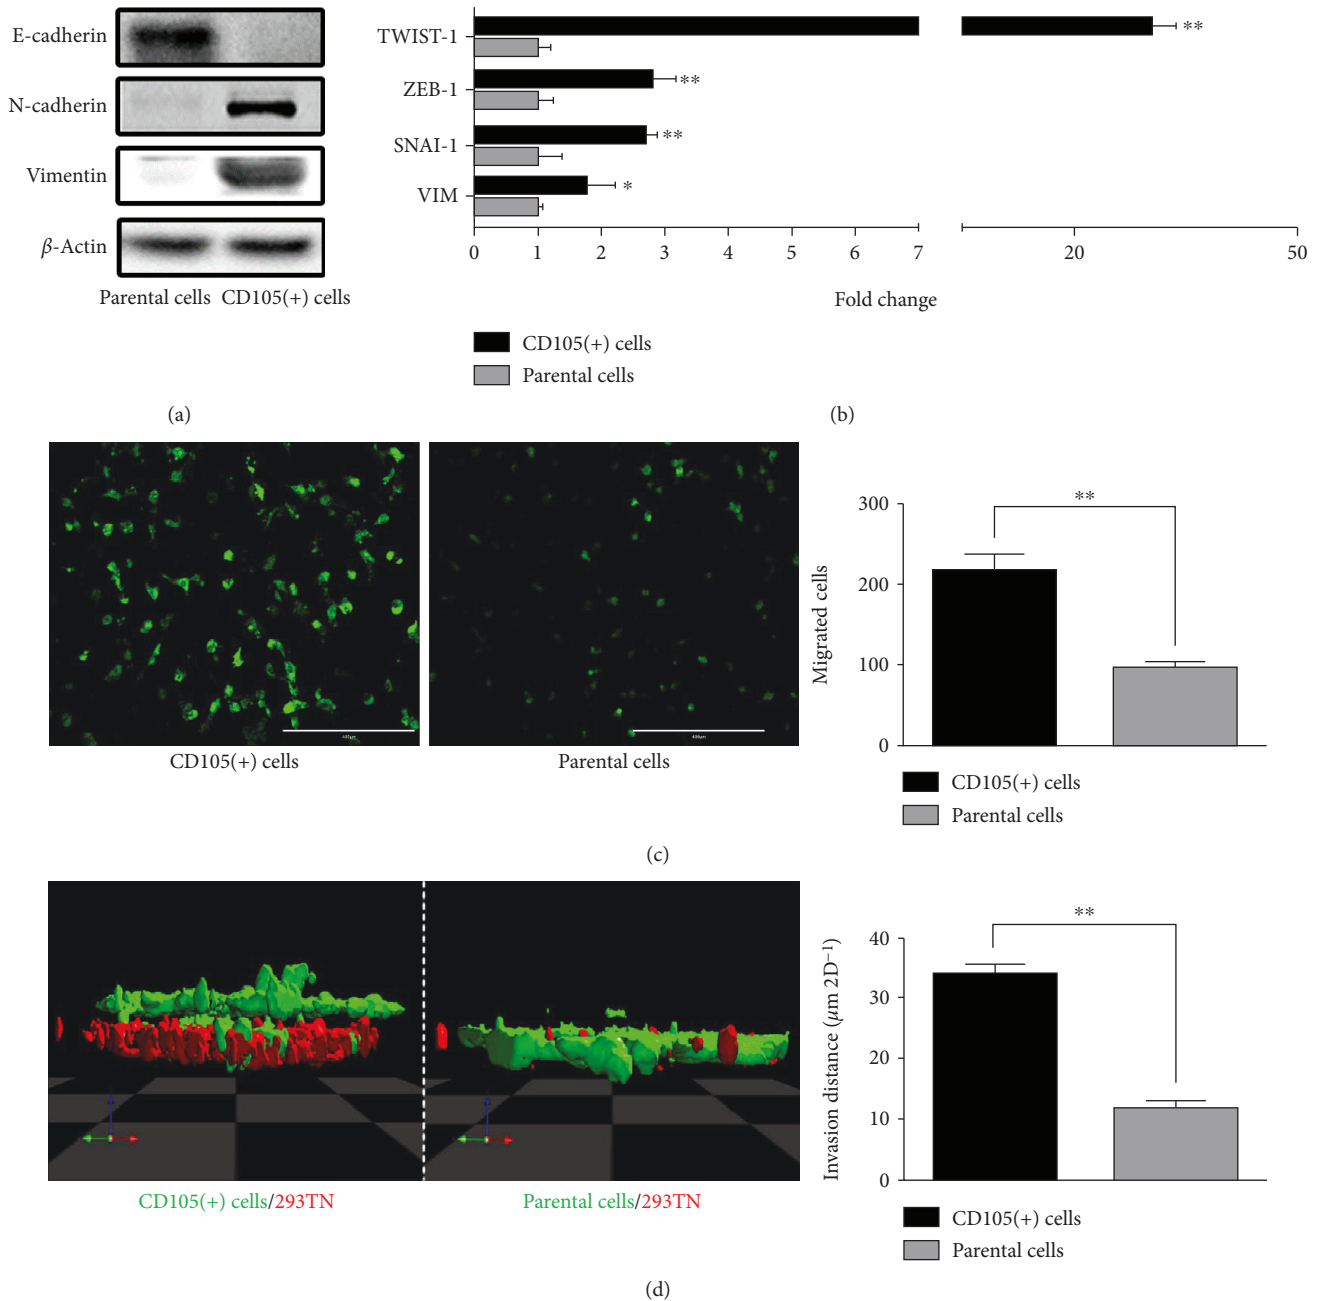 E-cadherin
N-cadherin
Vimentin
β-Actin
Parental cells CD105(+) cells
(a)
TWIST-1
**
ZEB-1
**
SNAI-1
**
VIM
*
0 1 2 3 4 5 6 7 20 50
Fold change
CD105(+) cells
Parental cells
(b)
400μm
400μm
CD105(+) cells
Parental cells
Migrated cells
300
200
100
0
**
CD105(+) cells
Parental cells
(c)
CD105(+) cells/293TN
Parental cells/293TN
Invasion distance (μm 2D⁻¹)
40
30
20
10
0
**
CD105(+) cells
Parental cells
(d)